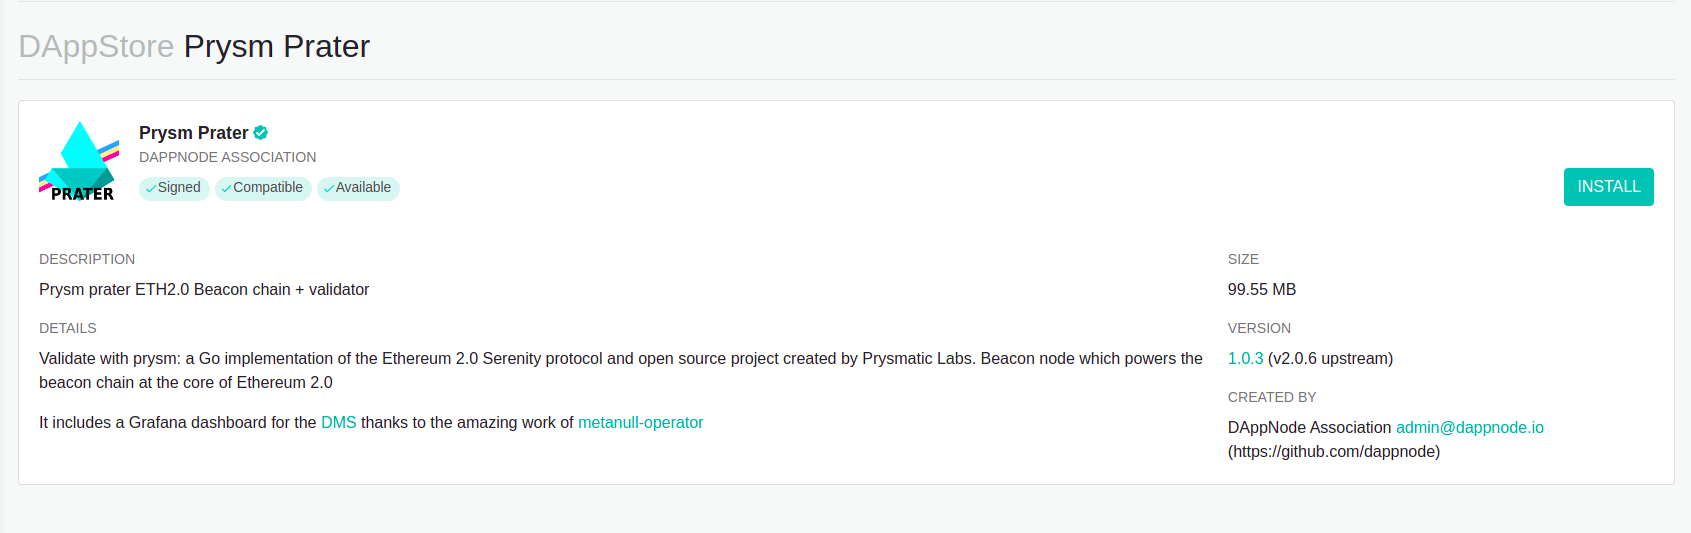 DAppStore Prysm Prater
PRATER
Prysm Prater
DAPPNODE ASSOCIATION
Signed Compatible Available
INSTALL
DESCRIPTION
Prysm prater ETH2.0 Beacon chain + validator
DETAILS
Validate with prysm: a Go implementation of the Ethereum 2.0 Serenity protocol and open source project created by Prysmatic Labs. Beacon node which powers the
beacon chain at the core of Ethereum 2.0
It includes a Grafana dashboard for the DMS thanks to the amazing work of metanull-operator
SIZE
99.55 MB
VERSION
1.0.3 (v2.0.6 upstream)
CREATED BY
DAppNode Association admin@dappnode.io
(https://github.com/dappnode)